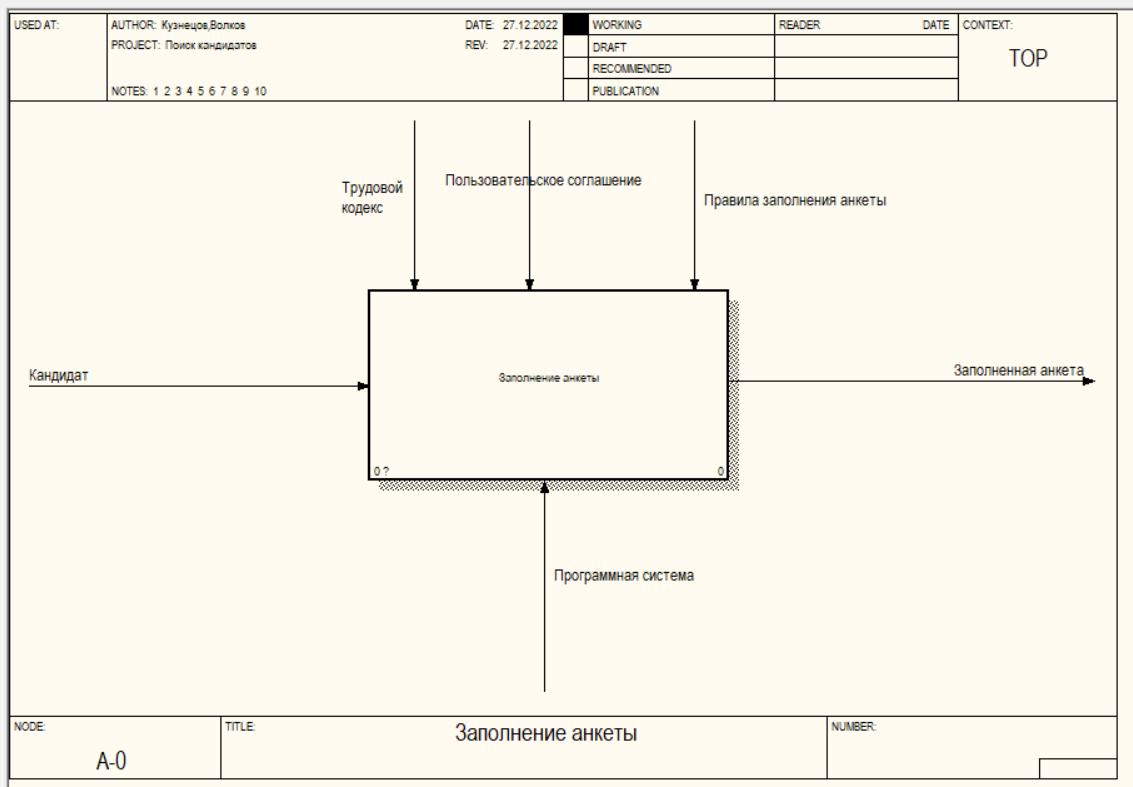 USED AT:
AUTHOR: Кузнецов,Волков
DATE: 27.12.2022
WORKING
READER
DATE
CONTEXT:
PROJECT: Поиск кандидатов
REV: 27.12.2022
DRAFT
TOP
RECOMMENDED
NOTES: 1 2 3 4 5 6 7 8 9 10
PUBLICATION
Трудовой
кодекс
Пользовательское соглашение
Правила заполнения анкеты
Кандидат
Заполнение анкеты
Заполненная анкета
0 ?
0
Программная система
NODE:
TITLE:
Заполнение анкеты
NUMBER:
A-0